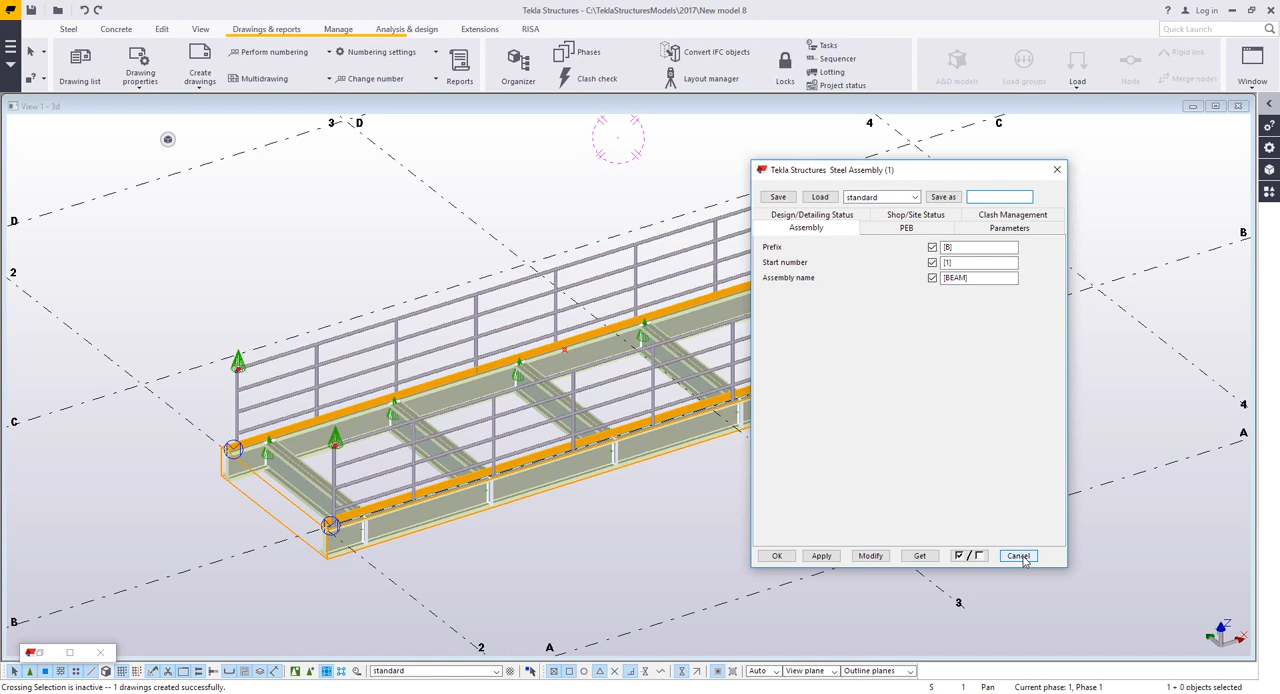 Tekla Structures - C:\TeklaStructuresModels\2017\New model 8
? Log in
Steel Concrete Edit View Drawings & reports Manage Analysis & design Extensions RISA
Quick Launch
Drawing list
Drawing properties
Create drawings
Perform numbering
Multidrawing
Numbering settings
Change number
Reports
Organizer
Phases
Clash check
Convert IFC objects
Layout manager
Tasks
Sequencer
Lotting
Project status
Locks
A&D models
Load groups
Load
Node
Rigid link
Merge nodes
Window
View 1 - 3d
3 D 4 C
D
2
B
C
4
A
B
2 A 3
Z
Tekla Structures Steel Assembly (1)
Save Load standard Save as
Design/Detailing Status Shop/Site Status Clash Management
Assembly PEB Parameters
Prefix [B]
Start number [1]
Assembly name [BEAM]
OK Apply Modify Get / Cancel
standard Auto View plane Outline planes
Crossing Selection is inactive -- 1 drawings created successfully. S 1 Pan Current phase: 1, Phase 1 1 + 0 objects selected